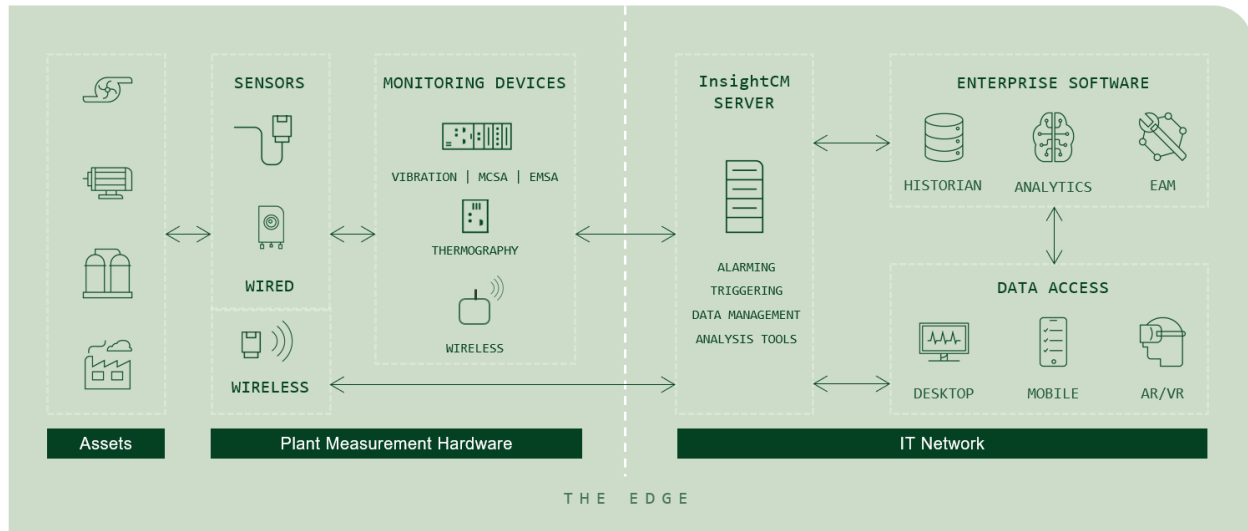 SENSORS
WIRED
WIRELESS
MONITORING DEVICES
VIBRATION | MCSA | EMSA
THERMOGRAPHY
WIRELESS
InsightCM
SERVER
ALARMING
TRIGGERING
DATA MANAGEMENT
ANALYSIS TOOLS
ENTERPRISE SOFTWARE
HISTORIAN
ANALYTICS
EAM
DATA ACCESS
DESKTOP
MOBILE
AR/VR
Assets
Plant Measurement Hardware
IT Network
THE EDGE